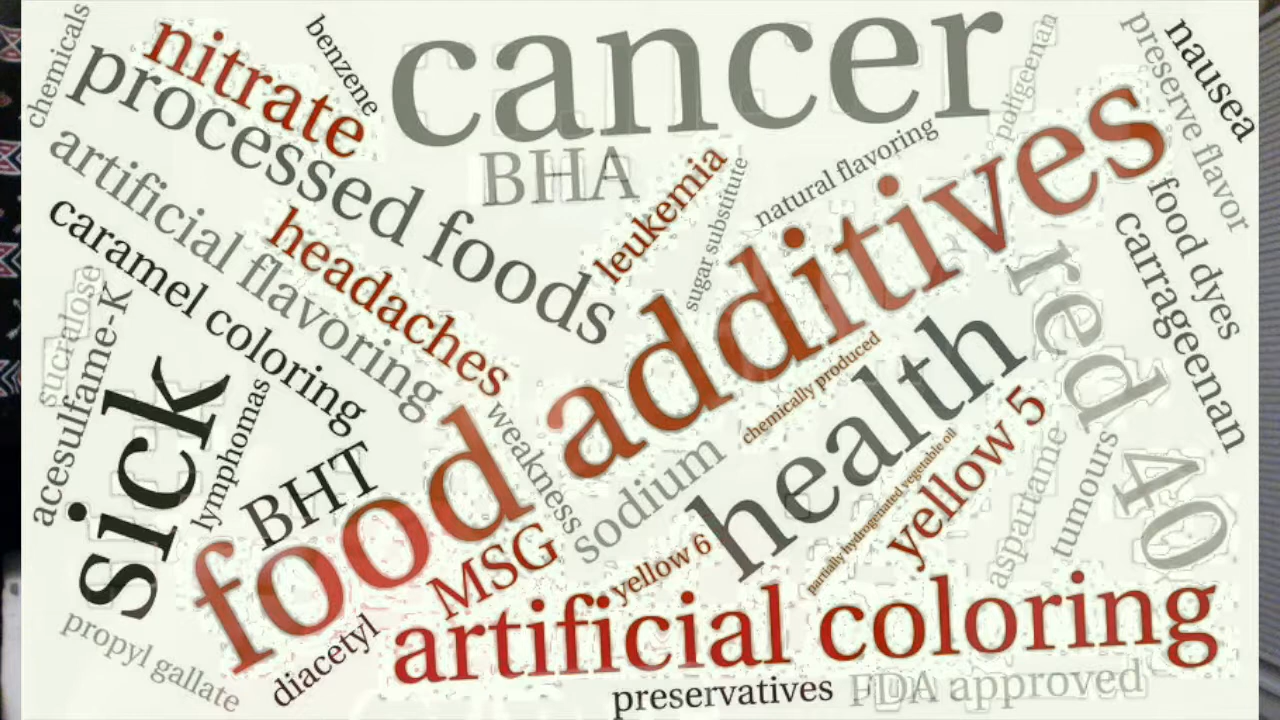 chemicals
nitrate
benzene
cancer
poligeenan
preserve flavor
nausea
processed foods
BHA
leukemia
sugar substitute
natural flavoring
artificial flavoring
headaches
food additives
food dyes
carrageenan
caramel coloring
red 40
sucralose
acesulfame-K
sick
lymphomas
BHT
weakness
sodium
chemically produced
health
partially hydrogenated vegetable oil
yellow 5
aspartame
tumours
MSG
yellow 6
artificial coloring
propyl gallate
diacetyl
preservatives
FDA approved